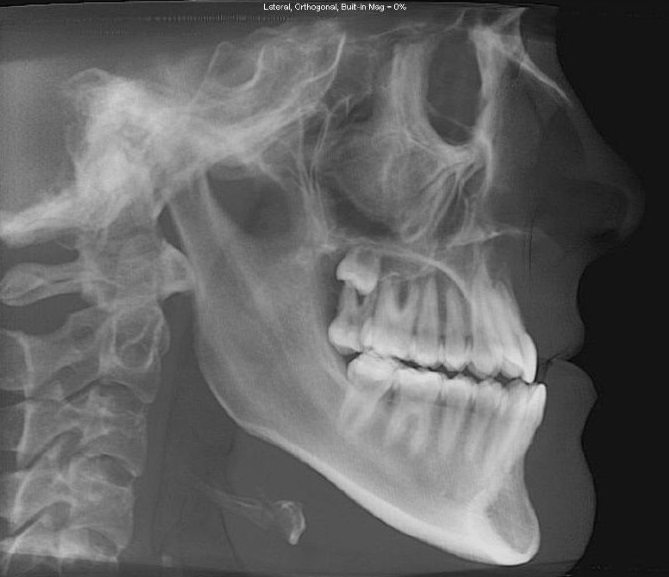 Lateral, Orthogonal, Built-in Mag = 0%